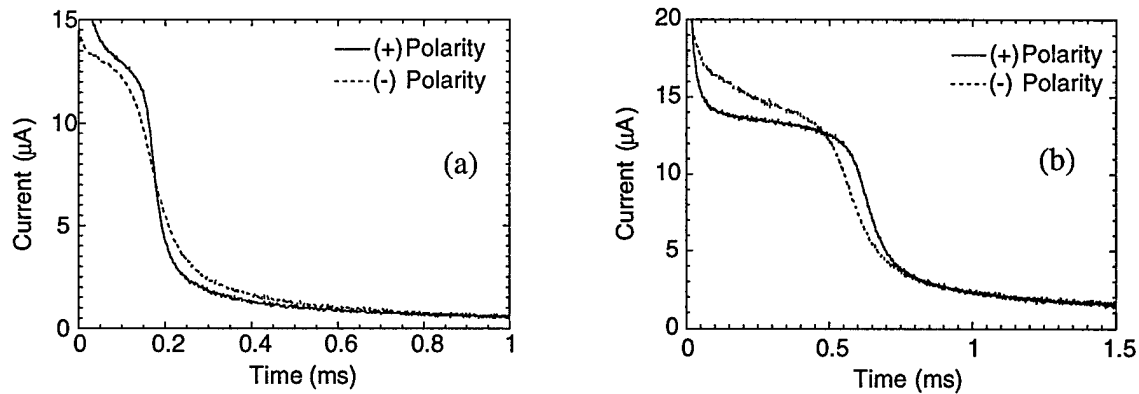 15
10
5
0
Current (µA)
(+) Polarity
(-) Polarity
(a)
0 0.2 0.4 0.6 0.8 1
Time (ms)
20
15
10
5
0
Current (µA)
(+) Polarity
(-) Polarity
(b)
0 0.5 1 1.5
Time (ms)